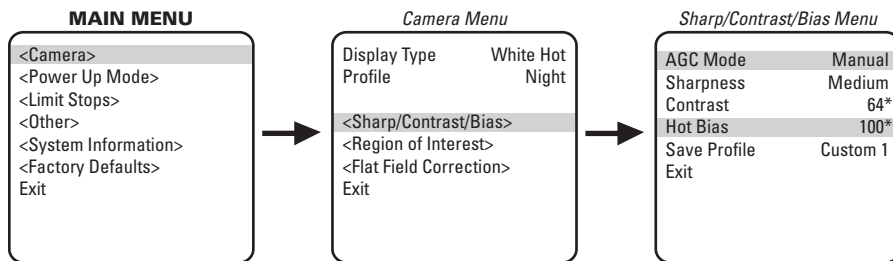 MAIN MENU
<Camera>
<Power Up Mode>
<Limit Stops>
<Other>
<System Information>
<Factory Defaults>
Exit
Camera Menu
Display Type White Hot
Profile Night
<Sharp/Contrast/Bias>
<Region of Interest>
<Flat Field Correction>
Exit
Sharp/Contrast/Bias Menu
AGC Mode Manual
Sharpness Medium
Contrast 64*
Hot Bias 100*
Save Profile Custom 1
Exit